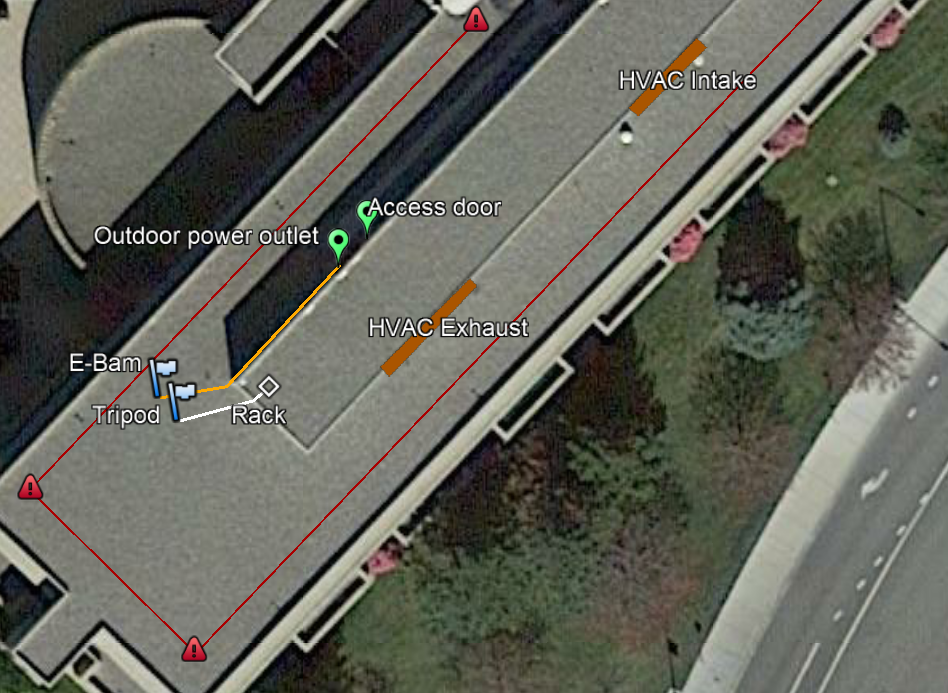 HVAC Intake
Access door
Outdoor power outlet
HVAC Exhaust
E-Bam
Tripod
Rack